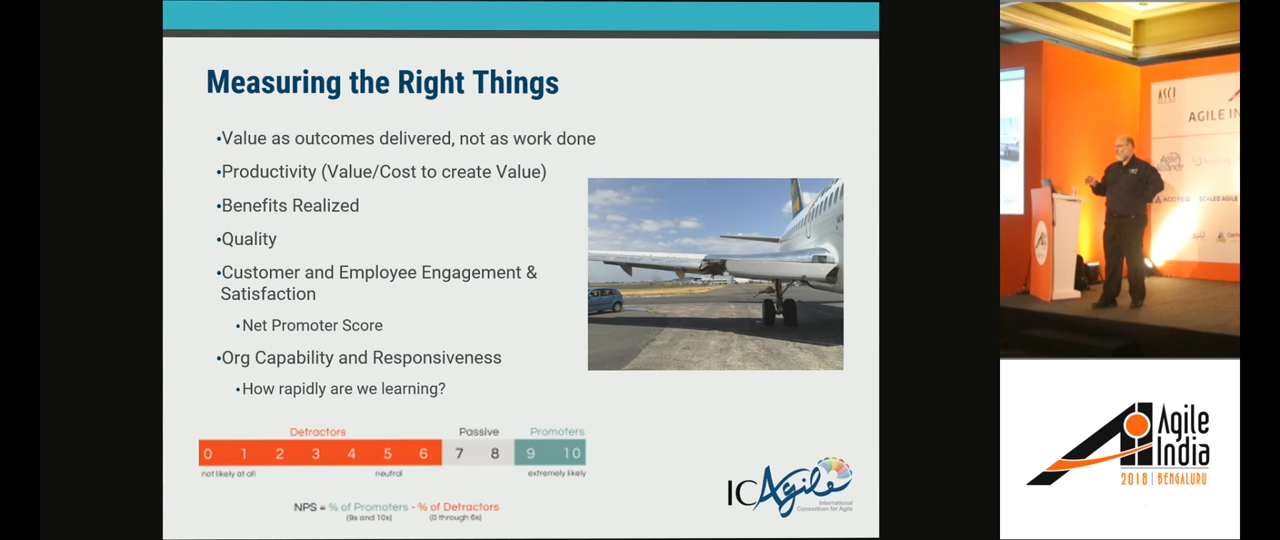 Measuring the Right Things
•Value as outcomes delivered, not as work done
•Productivity (Value/Cost to create Value)
•Benefits Realized
•Quality
•Customer and Employee Engagement &
Satisfaction
•Net Promoter Score
•Org Capability and Responsiveness
•How rapidly are we learning?
Detractors Passive Promoters
0 1 2 3 4 5 6 7 8 9 10
not likely at all neutral extremely likely
NPS = % of Promoters - % of Detractors
(9s and 10s) (0 through 6s)
ICAgile
International
Consortium for Agile
ASCI
AGILE IN
Agile
Alliance
SCALED AGILE
Agile
India
2018 | BENGALURU